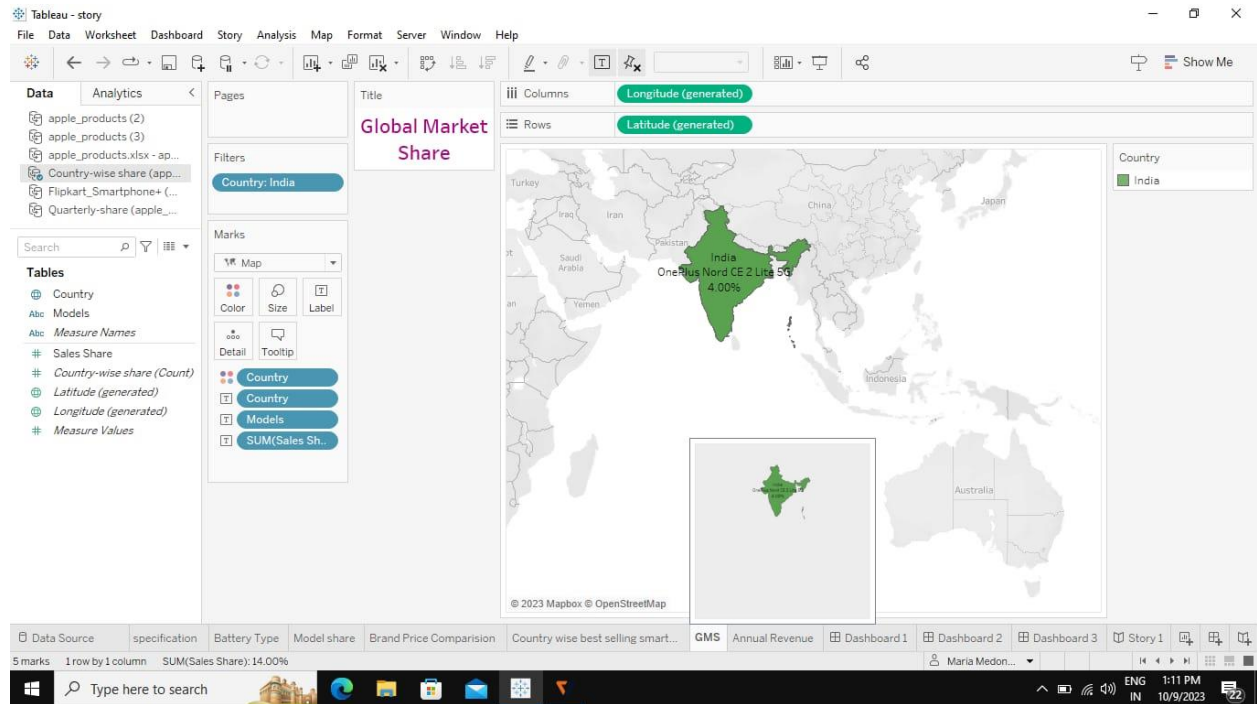 Tableau - story
File Data Worksheet Dashboard Story Analysis Map Format Server Window Help
Show Me
Data Analytics
apple_products (2)
apple_products (3)
apple_products.xlsx - ap...
Country-wise share (app...
Flipkart_Smartphone+ (...
Quarterly-share (apple_...
Search
Tables
Country
Abc Models
Abc Measure Names
# Sales Share
# Country-wise share (Count)
Latitude (generated)
Longitude (generated)
# Measure Values
Pages
Filters
Country: India
Marks
Map
Color Size Label
Detail Tooltip
Country
Country
Models
SUM(Sales Sh..
Title
Global Market
Share
Columns Longitude (generated)
Rows Latitude (generated)
Turkey
Iraq
Iran
China
Japan
Pakistan
Saudi
Arabia
Yemen
India
OnePlus Nord CE 2 Lite 5G
4.00%
Indonesia
Australia
© 2023 Mapbox © OpenStreetMap
Country
India
Data Source specification Battery Type Model share Brand Price Comparision Country wise best selling smart... GMS Annual Revenue Dashboard 1 Dashboard 2 Dashboard 3 Story 1
5 marks 1 row by 1 column SUM(Sales Share): 14.00% Maria Medon...
Type here to search
ENG 1:11 PM
IN 10/9/2023
22